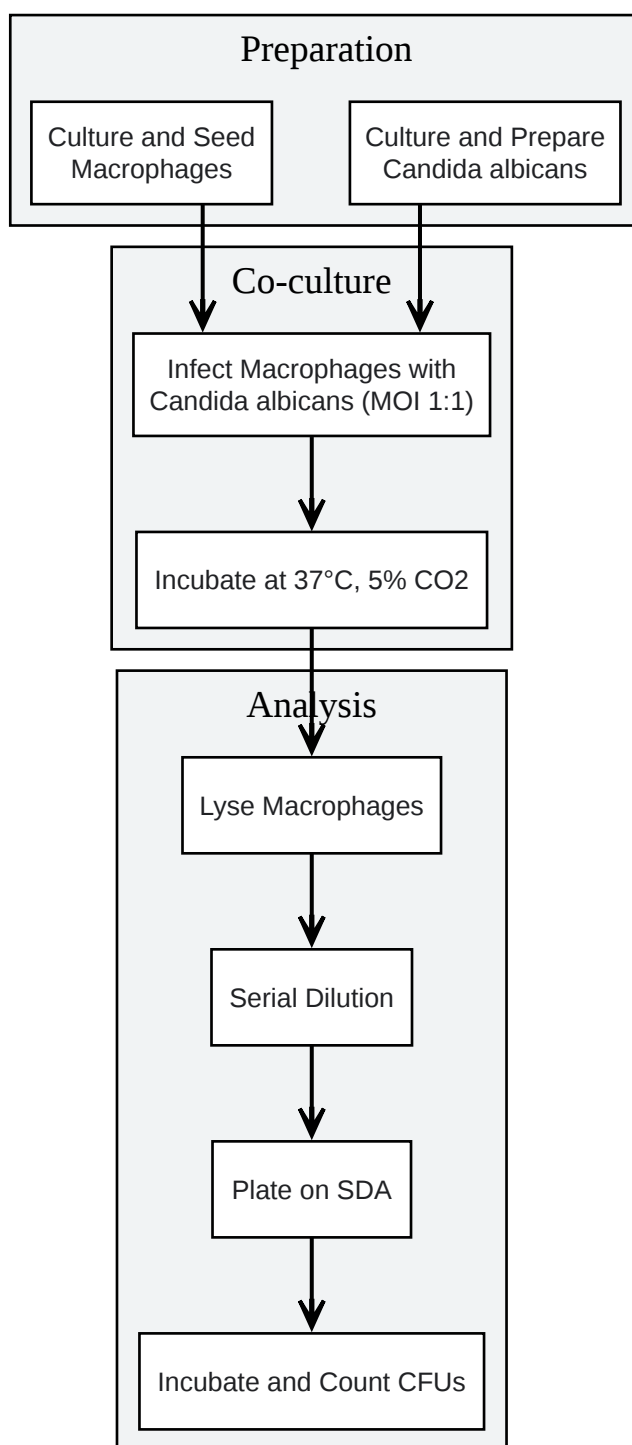 Preparation
Culture and Seed
Macrophages
Culture and Prepare
Candida albicans
Co-culture
Infect Macrophages with
Candida albicans (MOI 1:1)
Incubate at 37°C, 5% CO2
Analysis
Lyse Macrophages
Serial Dilution
Plate on SDA
Incubate and Count CFUs